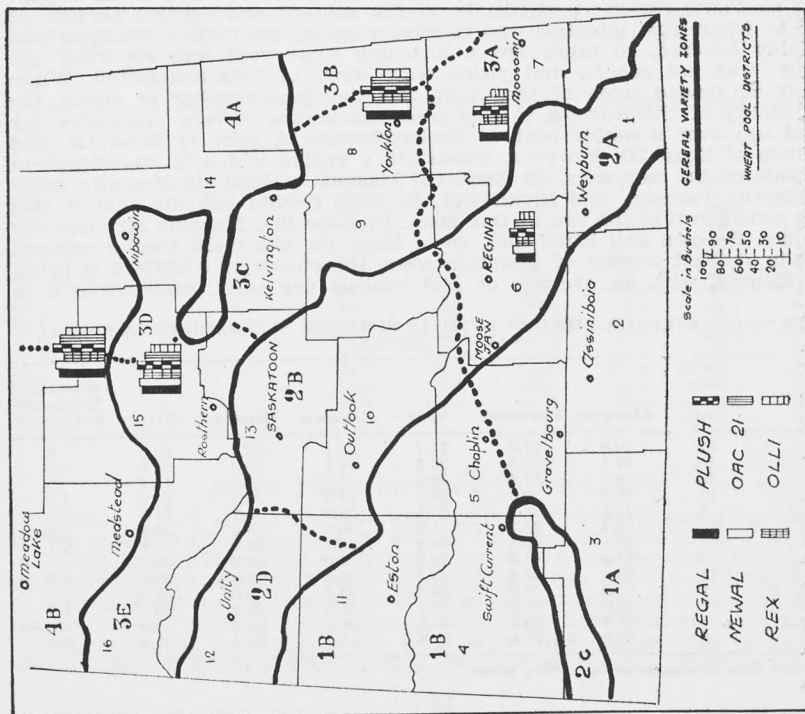 Meadow Lake
4B
16
Medstead
3E
15
3D
Nipawin
14
4A
12
Unity
2D
Rosthern
13
SASKATOON
3C
Kelvington
3B
Yorkton
9
2B
Outlook
10
1B
11
Eston
1B
4
5
Chaplin
Swift Current
Gravelbourg
2C
3
1A
MOOSE JAW
REGINA
6
Assiniboia
2
Weyburn
2A
3A
Moosomin
7
REGAL
NEWAL
REX
PLUSH
OAC 21
OLLI
Scale in Bushels
100
90
80
70
60
50
40
30
20
10
CEREAL VARIETY ZONES
WHEAT POOL DISTRICTS